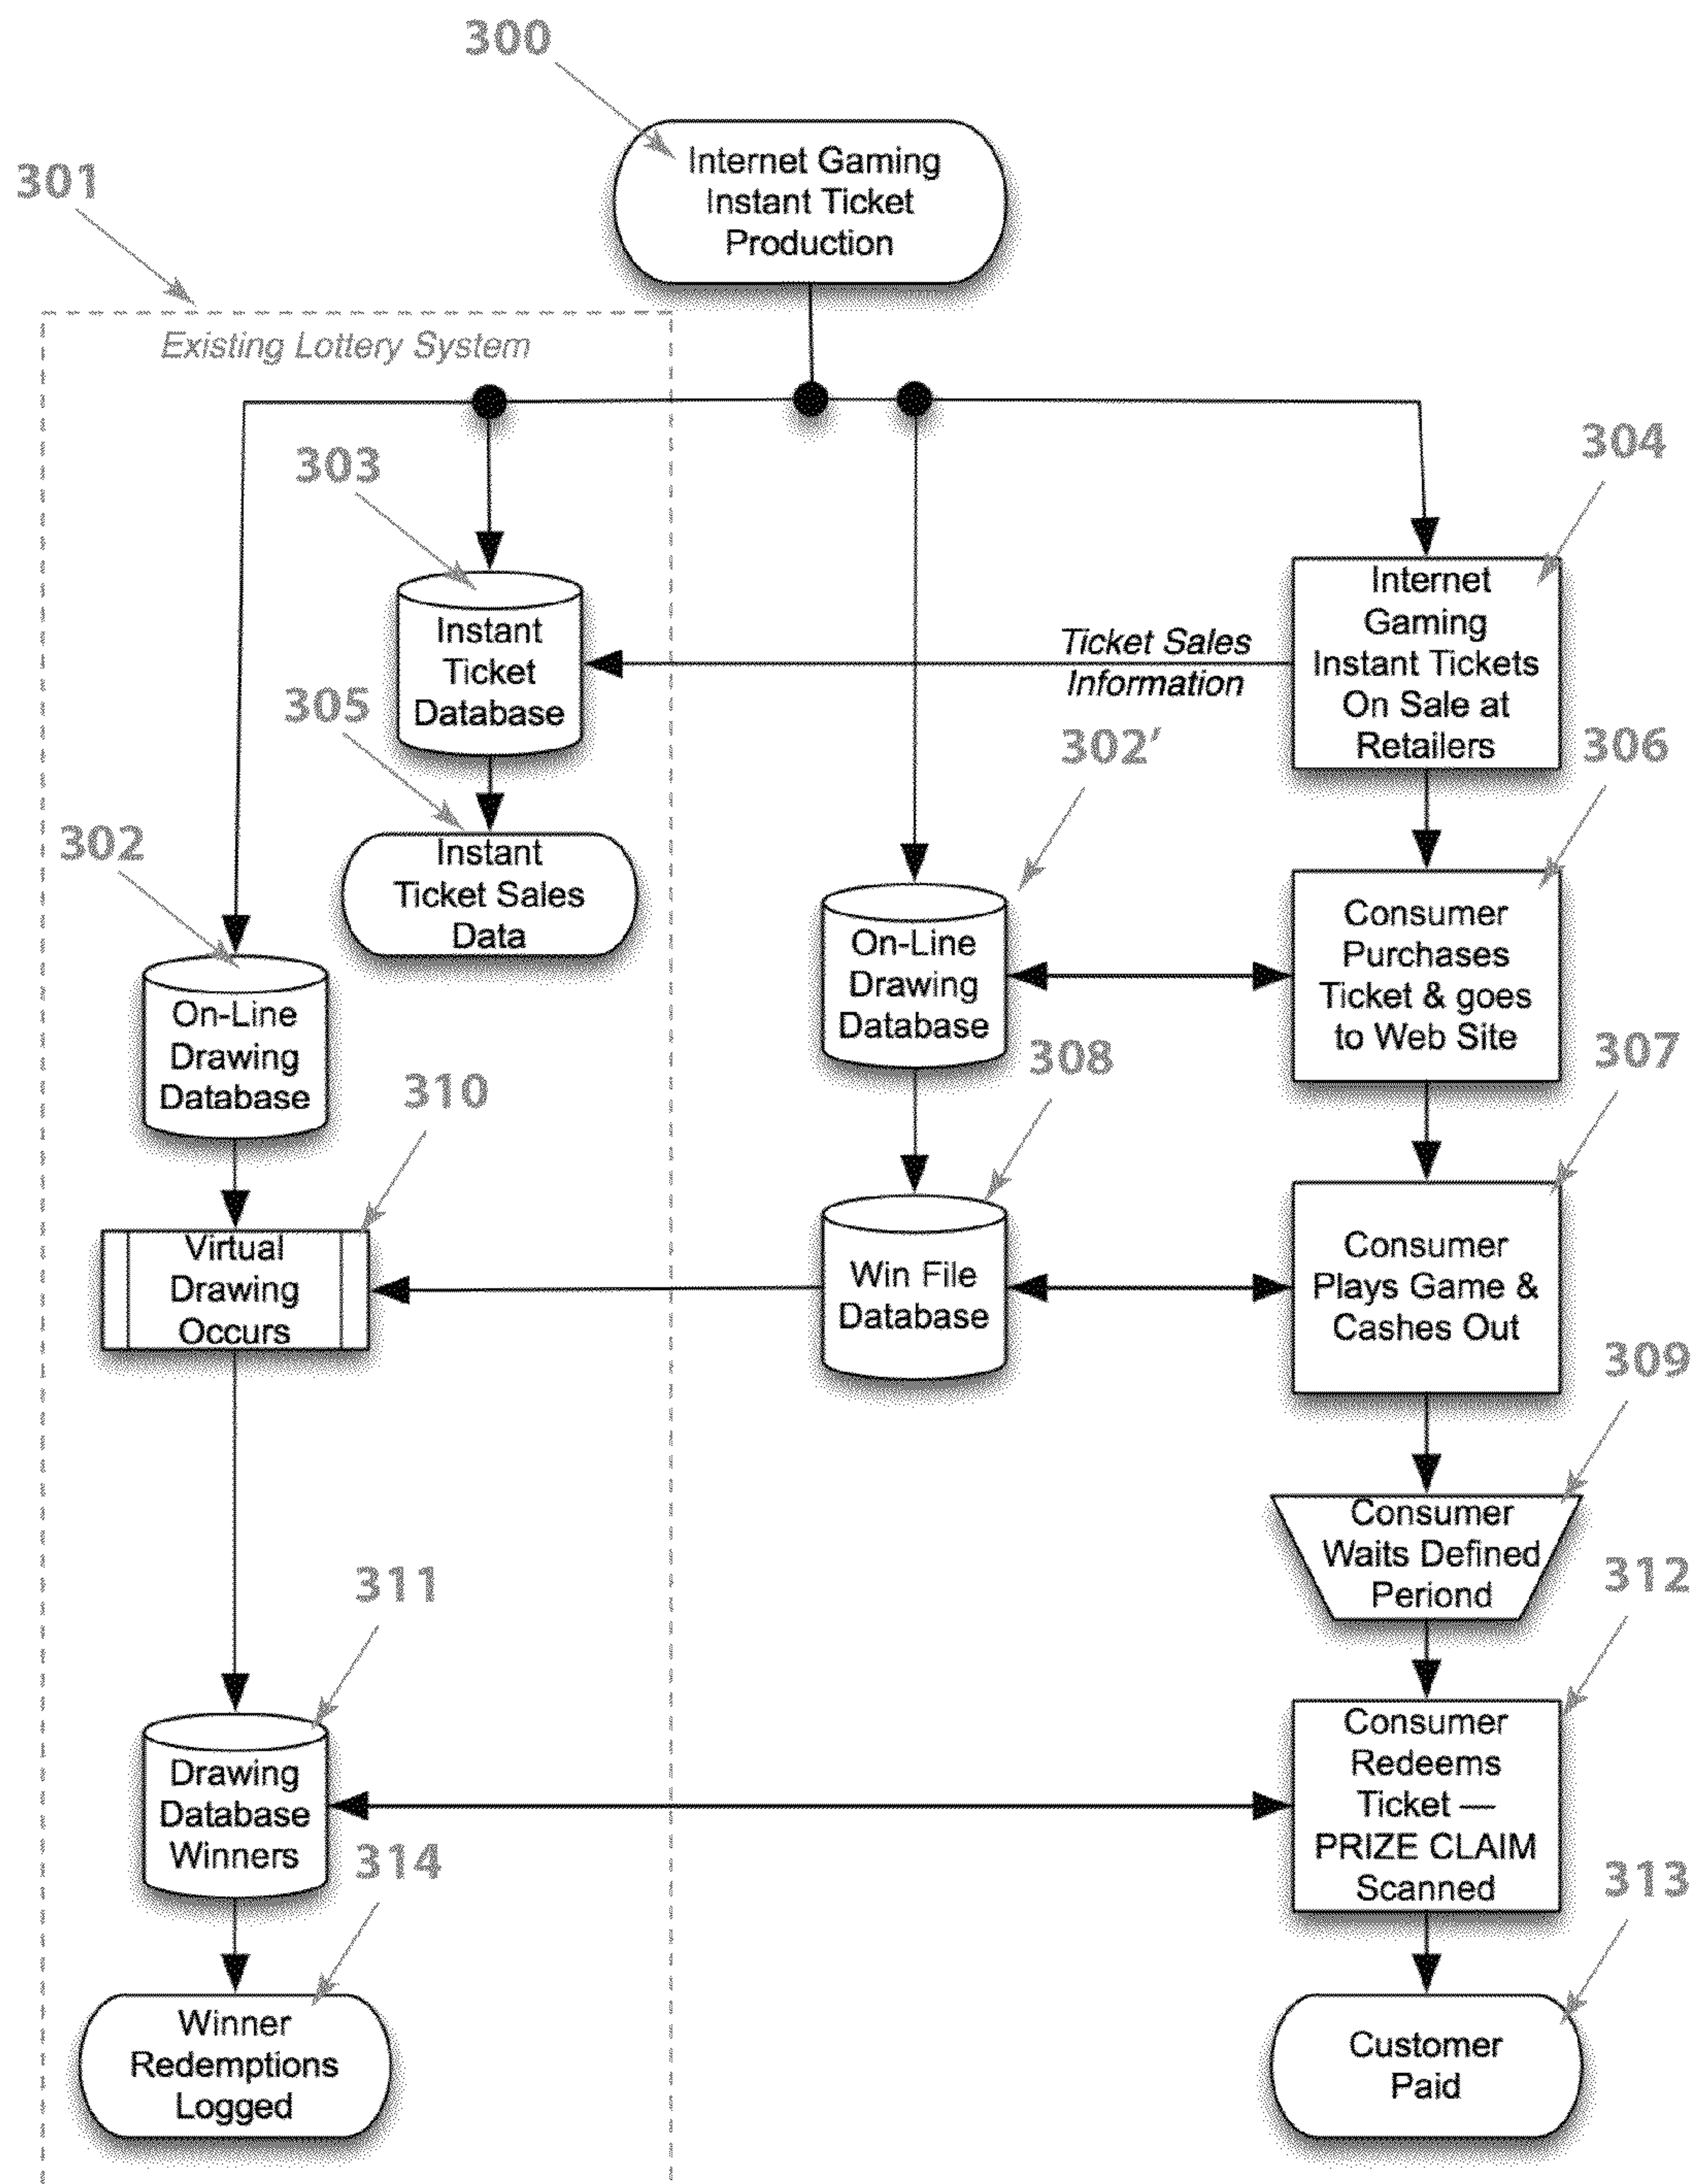 300
Internet Gaming
Instant Ticket
Production
301
Existing Lottery System
303
304
Instant
Ticket
Database
Ticket Sales
Information
Internet
Gaming
Instant Tickets
On Sale at
Retailers
305
302'
306
Instant
Ticket Sales
Data
302
On-Line
Drawing
Database
On-Line
Drawing
Database
Consumer
Purchases
Ticket & goes
to Web Site
310
308
307
Virtual
Drawing
Occurs
Win File
Database
Consumer
Plays Game &
Cashes Out
309
Consumer
Waits Defined
Periond
311
312
Drawing
Database
Winners
Consumer
Redeems
Ticket —
PRIZE CLAIM
Scanned
314
313
Winner
Redemptions
Logged
Customer
Paid